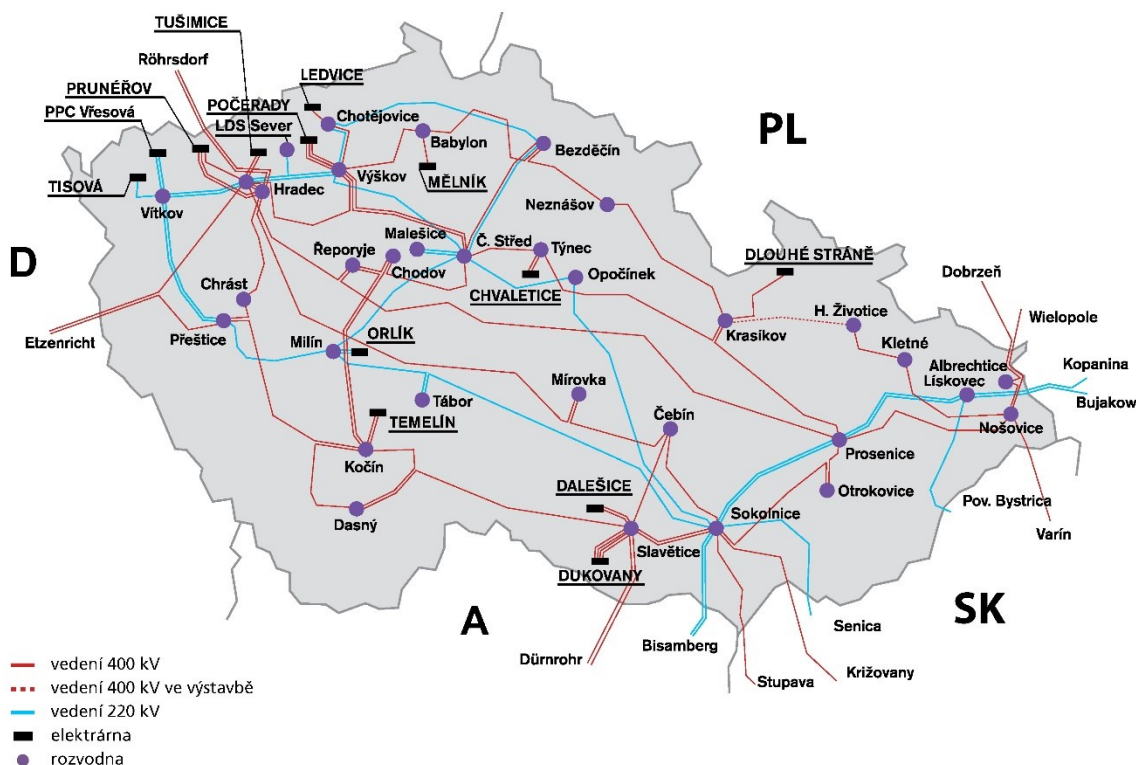 TUŠIMICE
Röhrsdorf
LEDVICE
PRUNÉŘOV
POČERADY
PPC Vřesová
LDS Sever
Chotějovice
Babylon
Bezděčín
PL
TISOVÁ
Výškov
MĚLNÍK
Hradec
Vítkov
Neznášov
D
Malešice
Č. Střed
Týnec
DLOUHÉ STRÁNĚ
Řeporyje
Chodov
Opočínek
Dobrzeň
Chrást
CHVALETICE
H. Životice
Wielopole
Etzenricht
Přeštice
Milín
ORLÍK
Krasíkov
Kletné
Albrechtice
Kopanina
Lískovec
Mírovka
Bujakow
Tábor
Čebín
Nošovice
TEMELÍN
Prosenice
Kočín
Otrokovice
DALEŠICE
Pov. Bystrica
Dasný
Sokolnice
Varín
Slavětice
DUKOVANY
SK
A
Senica
Bisamberg
Dürnrohr
Križovany
Stupava
vedení 400 kV
vedení 400 kV ve výstavbě
vedení 220 kV
elektrárna
rozvodna